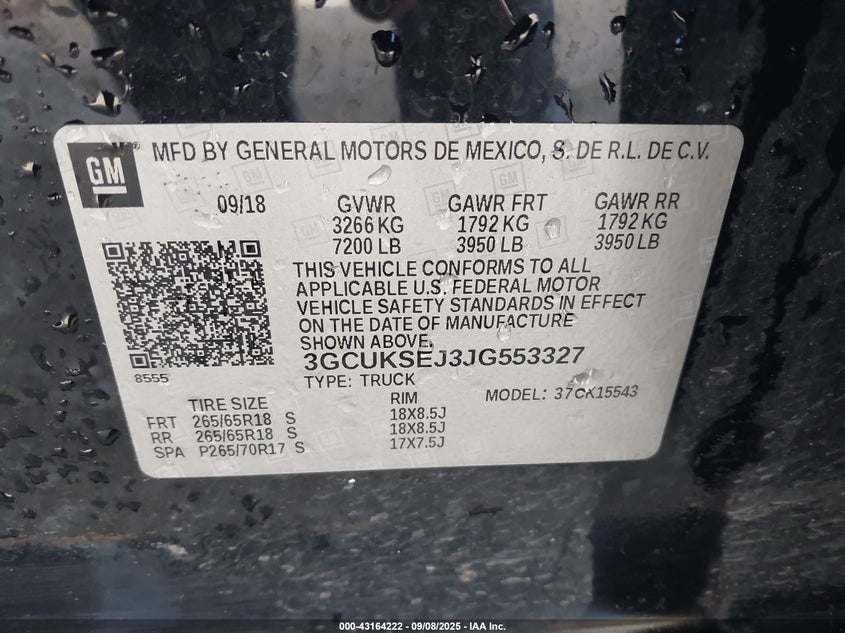 GM
MFD BY GENERAL MOTORS DE MEXICO, S. DE R.L. DE C.V.
09/18 GVWR GAWR FRT GAWR RR
3266 KG 1792 KG 1792 KG
7200 LB 3950 LB 3950 LB
THIS VEHICLE CONFORMS TO ALL
APPLICABLE U.S. FEDERAL MOTOR
VEHICLE SAFETY STANDARDS IN EFFECT
ON THE DATE OF MANUFACTURE
SHOWN ABOVE.
3GCUKSEJ3JG553327
8555
TYPE: TRUCK MODEL: 37CK15543
TIRE SIZE RIM
FRT 265/65R18 S 18X8.5J
RR 265/65R18 S 18X8.5J
SPA P265/70R17 S 17X7.5J
000-43164222 - 09/08/2025 - IAA Inc.